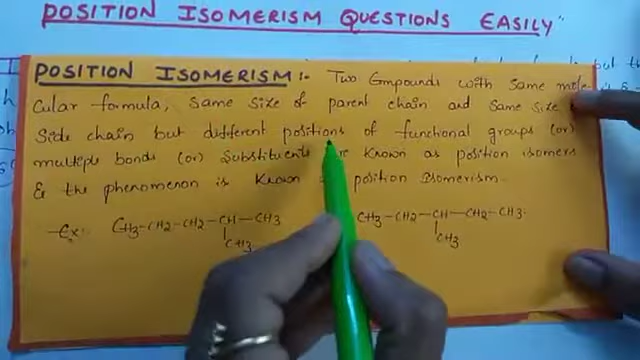 POSITION ISOMERISM QUESTIONS EASILY"
POSITION ISOMERISM :- Two Compounds with same mole-
cular formula, same size of parent chain and same size
Side chain but different positions of functional groups (or)
multiple bonds (or) Substituents known as position isomers
& the phenomenon is known position Isomerism.
Ex: CH3-CH2-CH2-CH-CH3 CH3-CH2-CH-CH2-CH3.
CH3 CH3